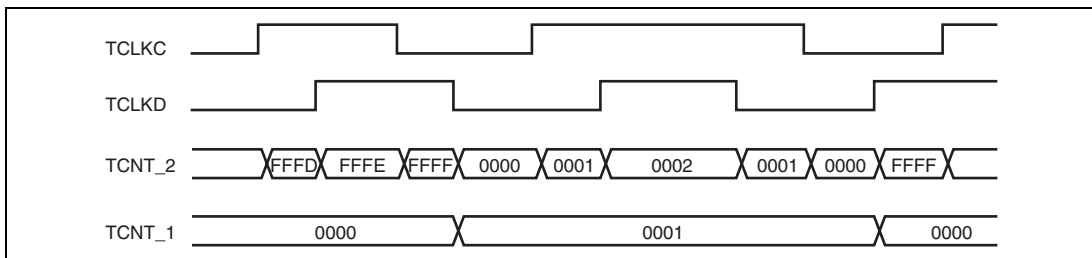 TCLKC
TCLKD
TCNT_2 FFFD FFFE FFFF 0000 0001 0002 0001 0000 FFFF
TCNT_1 0000 0001 0000